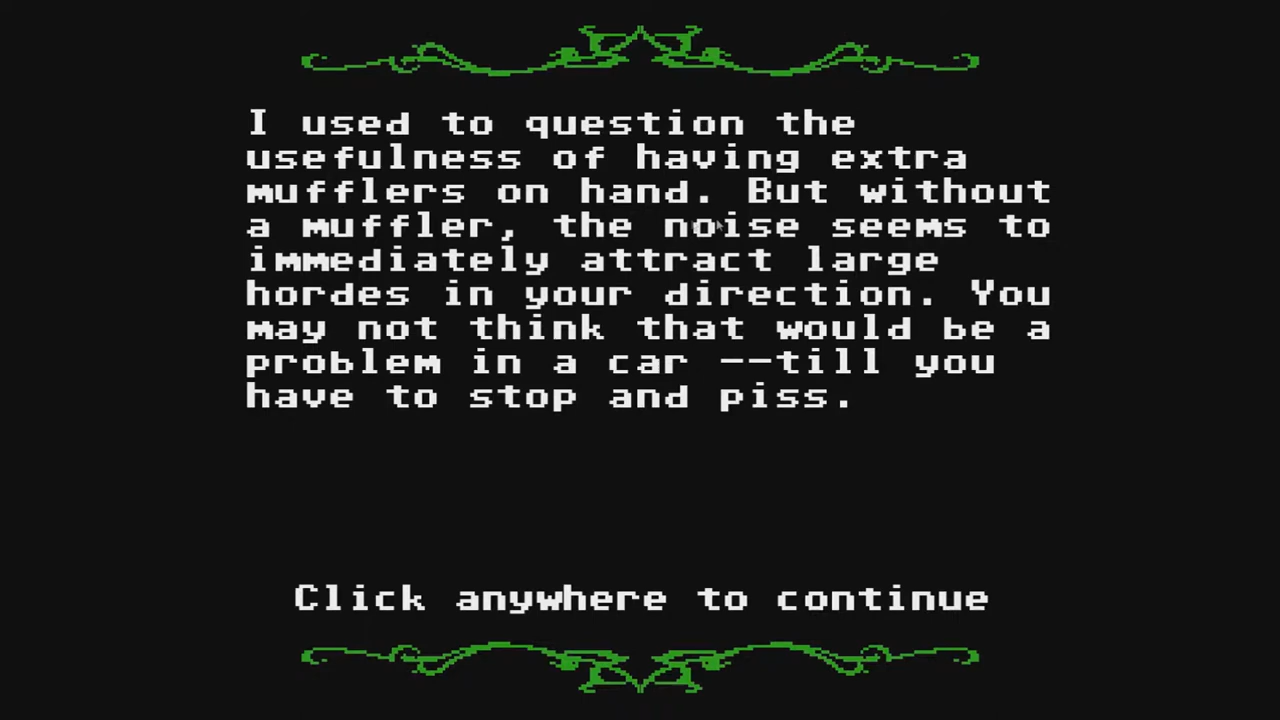 I used to question the
usefulness of having extra
mufflers on hand. But without
a muffler, the noise seems to
immediately attract large
hordes in your direction. You
may not think that would be a
problem in a car --till you
have to stop and piss.
Click anywhere to continue